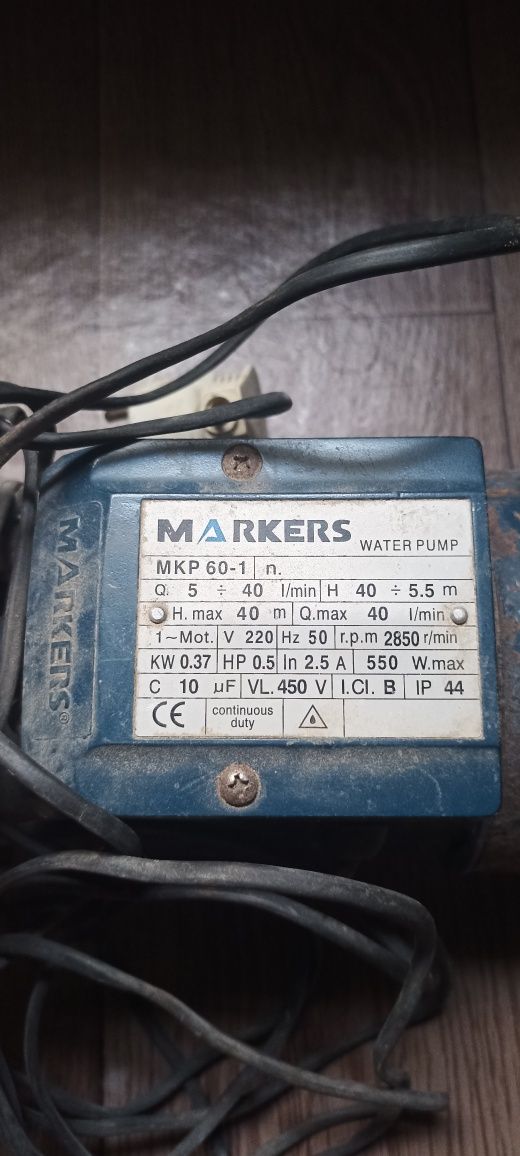 MARKERS WATER PUMP
MKP 60-1 n.
Q. 5 ÷ 40 l/min H 40 ÷ 5.5 m
H. max 40 m Q.max 40 l/min
1~Mot. V 220 Hz 50 r.p.m 2850 r/min
KW 0.37 HP 0.5 In 2.5 A 550 W.max
C 10 µF VL. 450 V I.Cl. B IP 44
CE continuous
duty
MARKERS®